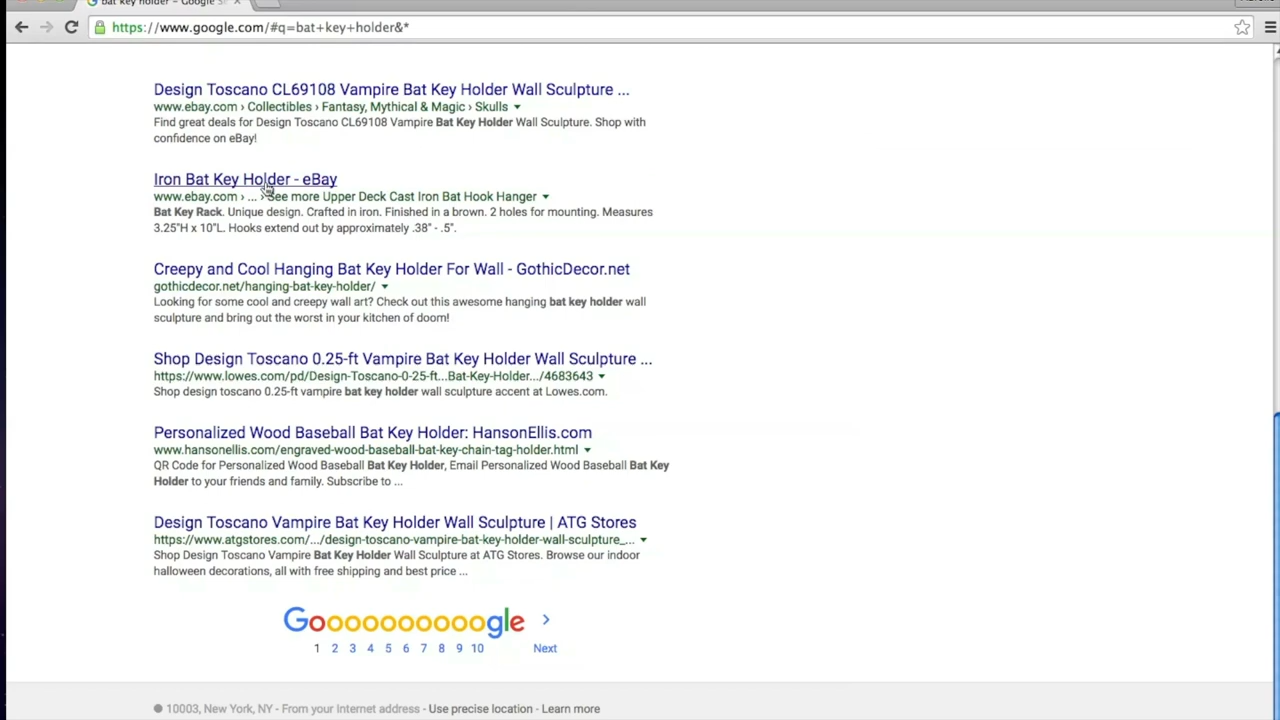 bat key holder - Google S
https://www.google.com/#q=bat+key+holder&*
Design Toscano CL69108 Vampire Bat Key Holder Wall Sculpture ...
www.ebay.com › Collectibles › Fantasy, Mythical & Magic › Skulls
Find great deals for Design Toscano CL69108 Vampire Bat Key Holder Wall Sculpture. Shop with
confidence on eBay!
Iron Bat Key Holder - eBay
www.ebay.com › ... › See more Upper Deck Cast Iron Bat Hook Hanger
Bat Key Rack. Unique design. Crafted in iron. Finished in a brown. 2 holes for mounting. Measures
3.25"H x 10"L. Hooks extend out by approximately .38" - .5".
Creepy and Cool Hanging Bat Key Holder For Wall - GothicDecor.net
gothicdecor.net/hanging-bat-key-holder/
Looking for some cool and creepy wall art? Check out this awesome hanging bat key holder wall
sculpture and bring out the worst in your kitchen of doom!
Shop Design Toscano 0.25-ft Vampire Bat Key Holder Wall Sculpture ...
https://www.lowes.com/pd/Design-Toscano-0-25-ft...Bat-Key-Holder.../4683643
Shop design toscano 0.25-ft vampire bat key holder wall sculpture accent at Lowes.com.
Personalized Wood Baseball Bat Key Holder: HansonEllis.com
www.hansonellis.com/engraved-wood-baseball-bat-key-chain-tag-holder.html
QR Code for Personalized Wood Baseball Bat Key Holder, Email Personalized Wood Baseball Bat Key
Holder to your friends and family. Subscribe to ...
Design Toscano Vampire Bat Key Holder Wall Sculpture | ATG Stores
https://www.atgstores.com/.../design-toscano-vampire-bat-key-holder-wall-sculpture_...
Shop Design Toscano Vampire Bat Key Holder Wall Sculpture at ATG Stores. Browse our indoor
halloween decorations, all with free shipping and best price ...
Goooooooooogle >
1 2 3 4 5 6 7 8 9 10 Next
10003, New York, NY - From your Internet address - Use precise location - Learn more